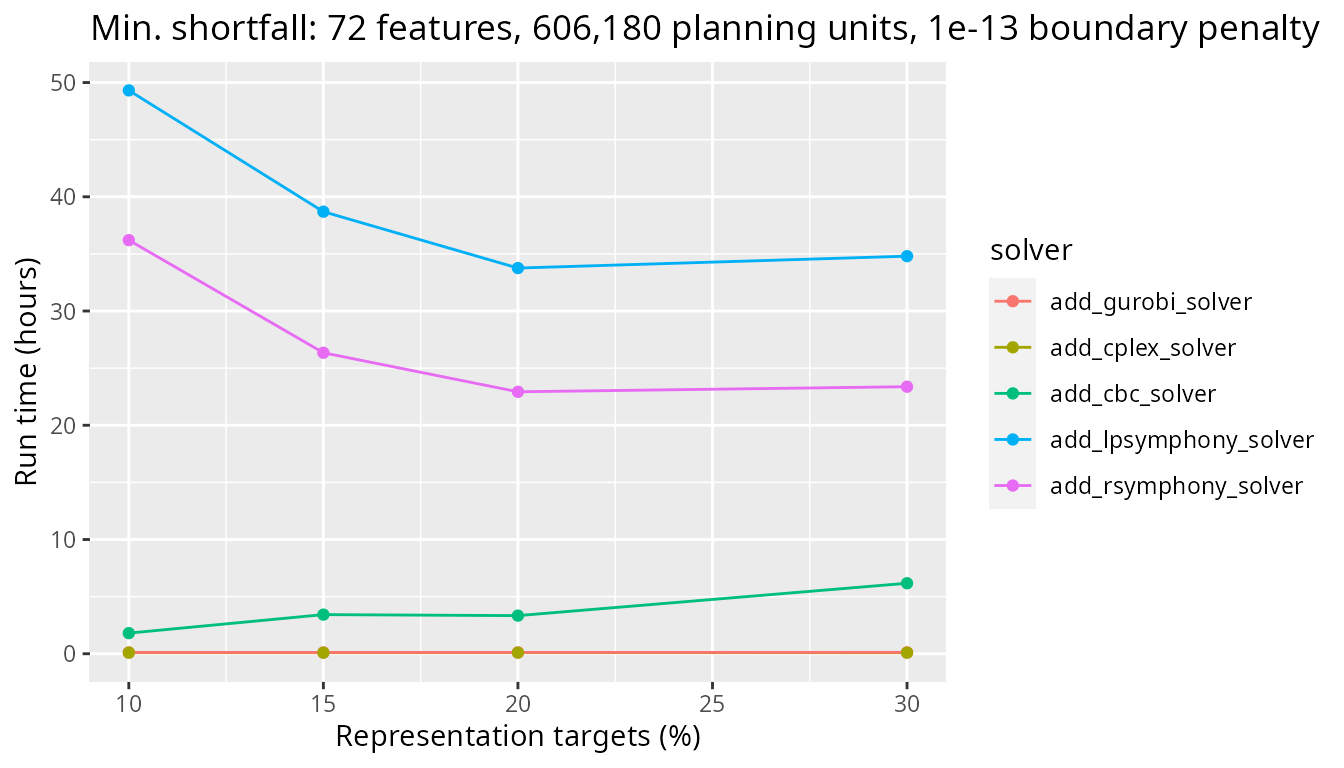 Min. shortfall: 72 features, 606,180 planning units, 1e-13 boundary penalty
Run time (hours)
50
40
30
20
10
0
10 15 20 25 30
Representation targets (%)
solver
add_gurobi_solver
add_cplex_solver
add_cbc_solver
add_lpsymphony_solver
add_rsymphony_solver